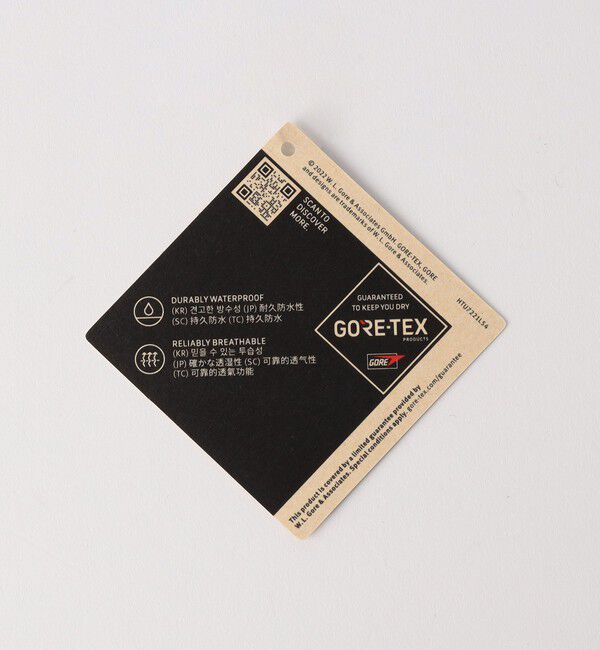 © 2022 W. L. Gore & Associates GmbH. GORE-TEX, GORE
and designs are trademarks of W. L. Gore & Associates.
HTU7221LS4
SCAN TO
DISCOVER
MORE.
GUARANTEED
TO KEEP YOU DRY
GORE-TEX
PRODUCTS
GORE
DURABLY WATERPROOF
(KR) 견고한 방수성 (JP) 耐久防水性
(SC) 持久防水 (TC) 持久防水
RELIABLY BREATHABLE
(KR) 믿을 수 있는 투습성
(JP) 確かな透湿性 (SC) 可靠的透气性
(TC) 可靠的透氣功能
This product is covered by a limited guarantee provided by
W. L. Gore & Associates. Special conditions apply. gore-tex.com/guarantee